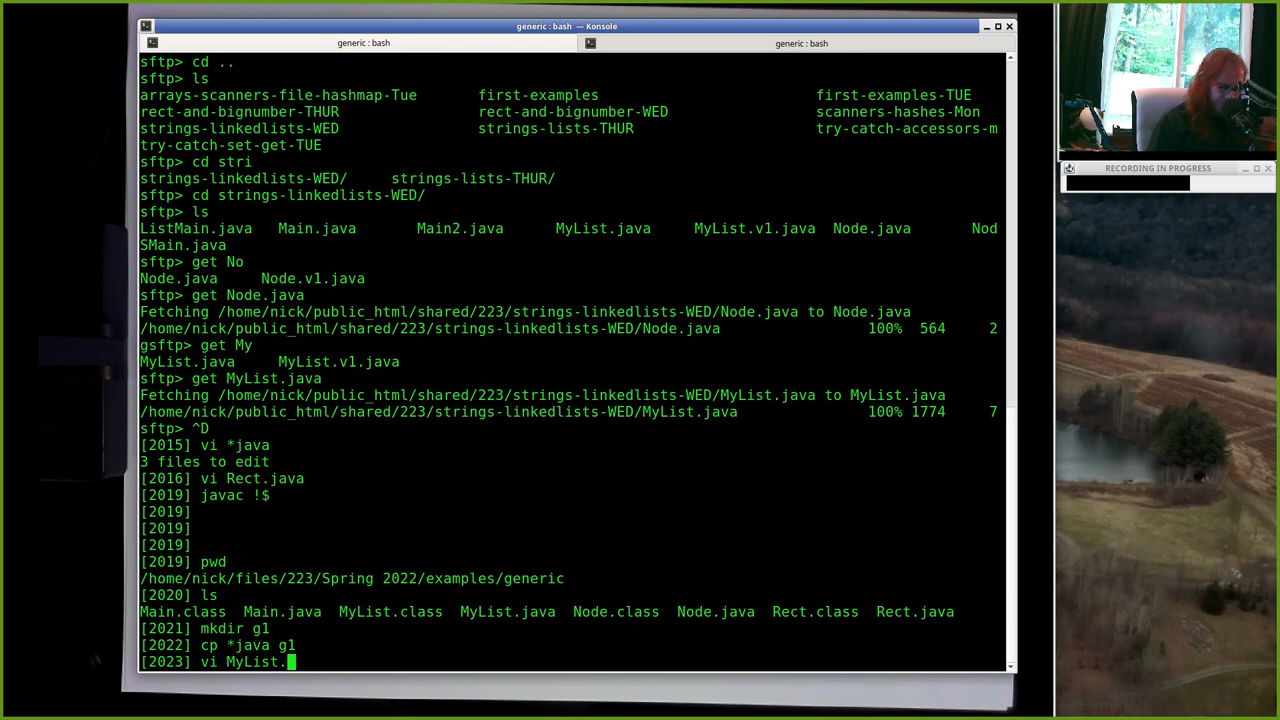 generic : bash — Konsole
generic : bash
generic : bash
sftp> cd ..
sftp> ls
arrays-scanners-file-hashmap-Tue first-examples first-examples-TUE
rect-and-bignumber-THUR rect-and-bignumber-WED scanners-hashes-Mon
strings-linkedlists-WED strings-lists-THUR try-catch-accessors-m
try-catch-set-get-TUE
sftp> cd stri
strings-linkedlists-WED/ strings-lists-THUR/
sftp> cd strings-linkedlists-WED/
sftp> ls
ListMain.java Main.java Main2.java MyList.java MyList.v1.java Node.java Nod
SMain.java
sftp> get No
Node.java Node.v1.java
sftp> get Node.java
Fetching /home/nick/public_html/shared/223/strings-linkedlists-WED/Node.java to Node.java
/home/nick/public_html/shared/223/strings-linkedlists-WED/Node.java 100% 564 2
gsftp> get My
MyList.java MyList.v1.java
sftp> get MyList.java
Fetching /home/nick/public_html/shared/223/strings-linkedlists-WED/MyList.java to MyList.java
/home/nick/public_html/shared/223/strings-linkedlists-WED/MyList.java 100% 1774 7
sftp> ^D
[2015] vi *java
3 files to edit
[2016] vi Rect.java
[2019] javac !$
[2019]
[2019]
[2019]
[2019] pwd
/home/nick/files/223/Spring 2022/examples/generic
[2020] ls
Main.class Main.java MyList.class MyList.java Node.class Node.java Rect.class Rect.java
[2021] mkdir g1
[2022] cp *java g1
[2023] vi MyList.
RECORDING IN PROGRESS